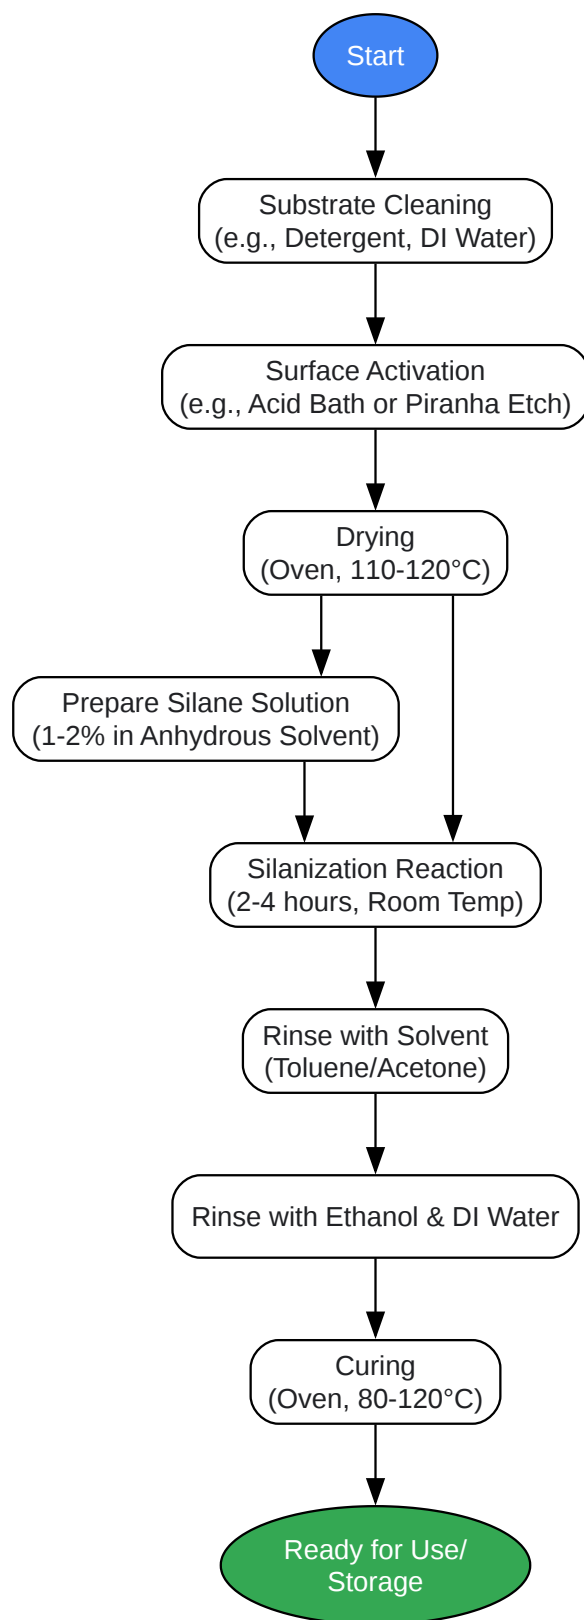 Start
Substrate Cleaning
(e.g., Detergent, DI Water)
Surface Activation
(e.g., Acid Bath or Piranha Etch)
Drying
(Oven, 110-120°C)
Prepare Silane Solution
(1-2% in Anhydrous Solvent)
Silanization Reaction
(2-4 hours, Room Temp)
Rinse with Solvent
(Toluene/Acetone)
Rinse with Ethanol & DI Water
Curing
(Oven, 80-120°C)
Ready for Use/
Storage